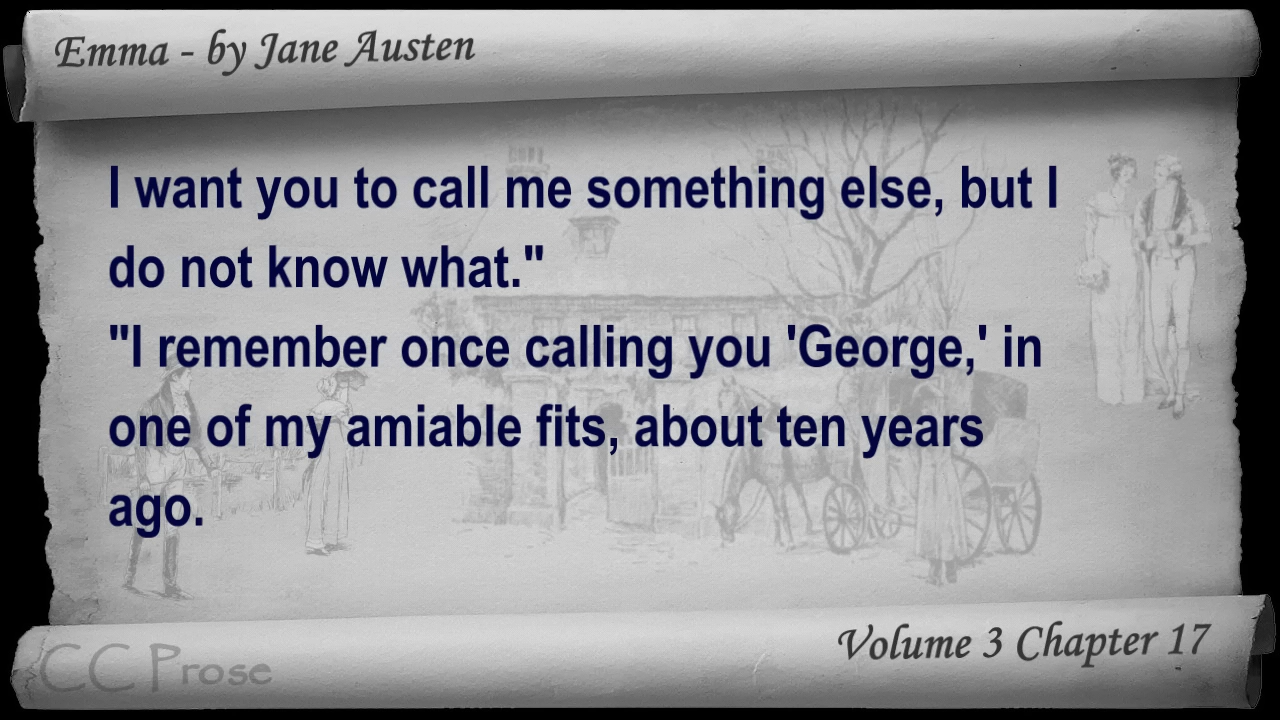 Emma - by Jane Austen
I want you to call me something else, but I
do not know what."
"I remember once calling you 'George,' in
one of my amiable fits, about ten years
ago.
Volume 3 Chapter 17
CC Prose